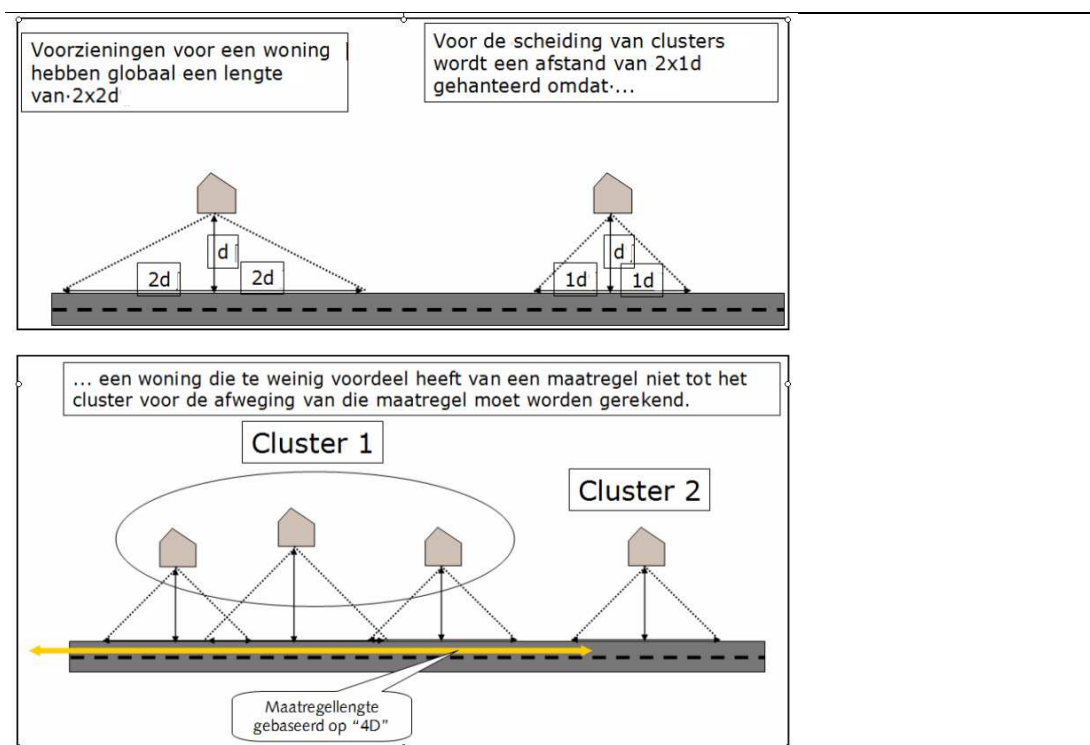 Voorzieningen voor een woning
hebben globaal een lengte
van·2x2d
Voor de scheiding van clusters
wordt een afstand van 2x1d
gehanteerd omdat·...
d
2d
2d
d
1d
1d
... een woning die te weinig voordeel heeft van een maatregel niet tot het
cluster voor de afweging van die maatregel moet worden gerekend.
Cluster 1
Cluster 2
Maatregellengte
gebaseerd op “4D”